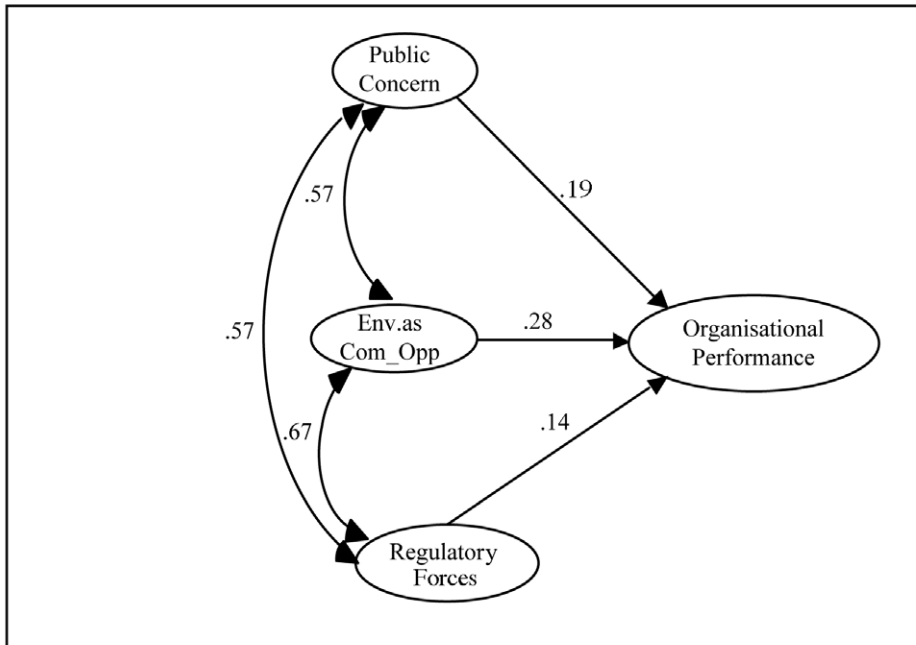 Public
Concern
.57
.19
.57
Env.as
Com_Opp
.28
Organisational
Performance
.67
.14
Regulatory
Forces